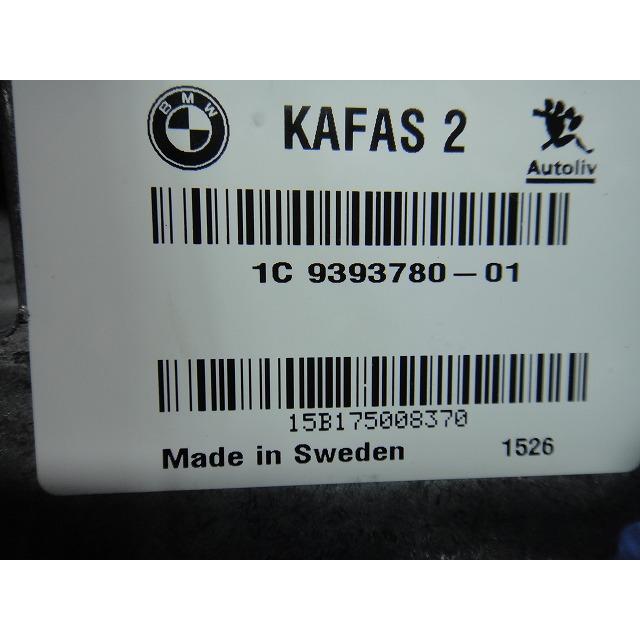 BMW
KAFAS 2
Autoliv
1C 9393780-01
15B175008370
Made in Sweden 1526